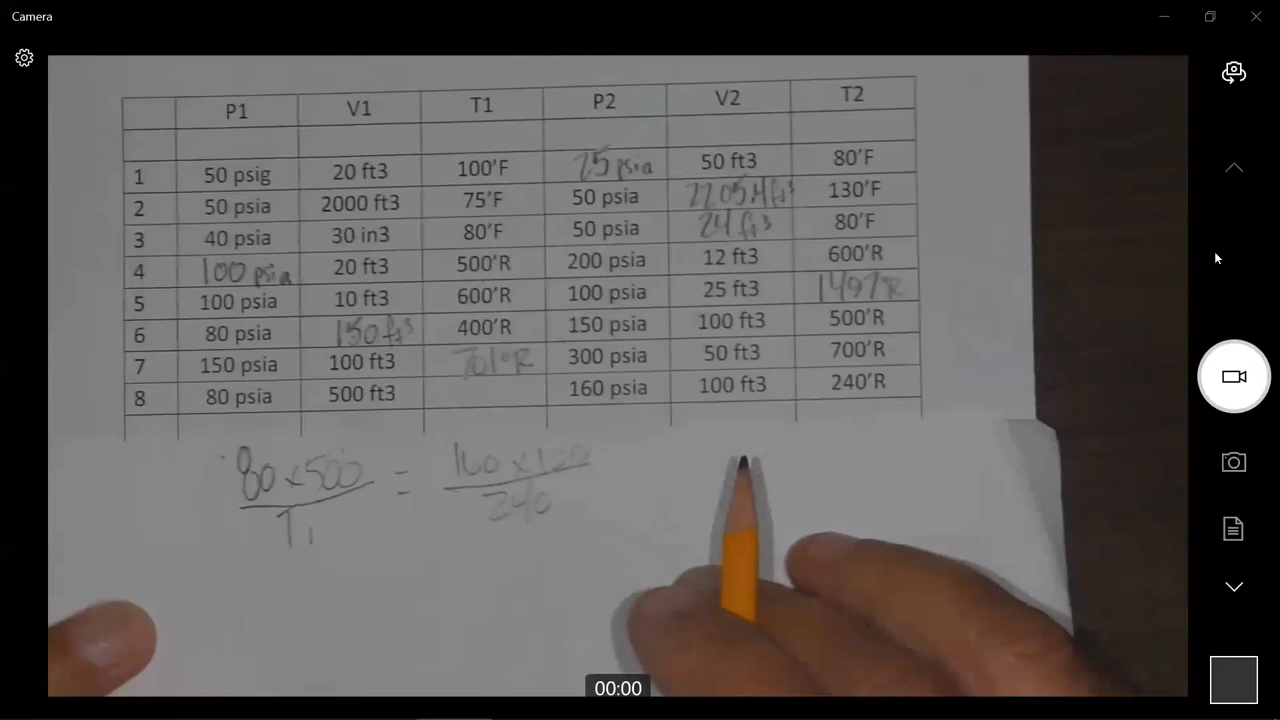 Camera
P1 V1 T1 P2 V2 T2
1 50 psig 20 ft3 100'F 25 psia 50 ft3 80'F
2 50 psia 2000 ft3 75'F 50 psia ft³ 130'F
3 40 psia 30 in3 80'F 50 psia 24 ft³ 80'F
4 100 psia 20 ft3 500'R 200 psia 12 ft3 600'R
5 100 psia 10 ft3 600'R 100 psia 25 ft3 1497°R
6 80 psia 150 ft³ 400'R 150 psia 100 ft3 500'R
7 150 psia 100 ft3 701°R 300 psia 50 ft3 700'R
8 80 psia 500 ft3 160 psia 100 ft3 240'R
80 x 500 = 160 x 100
T1 240
00:00